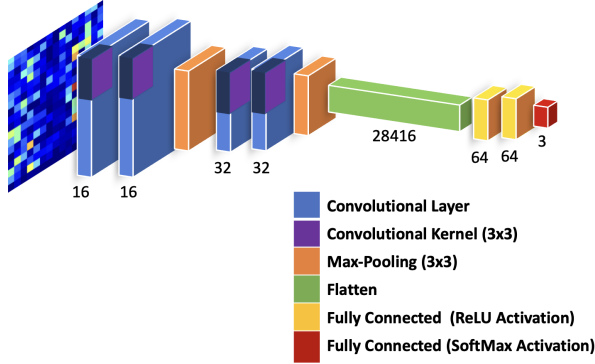 16
16
32
32
28416
64
64
3
Convolutional Layer
Convolutional Kernel (3x3)
Max-Pooling (3x3)
Flatten
Fully Connected (ReLU Activation)
Fully Connected (SoftMax Activation)